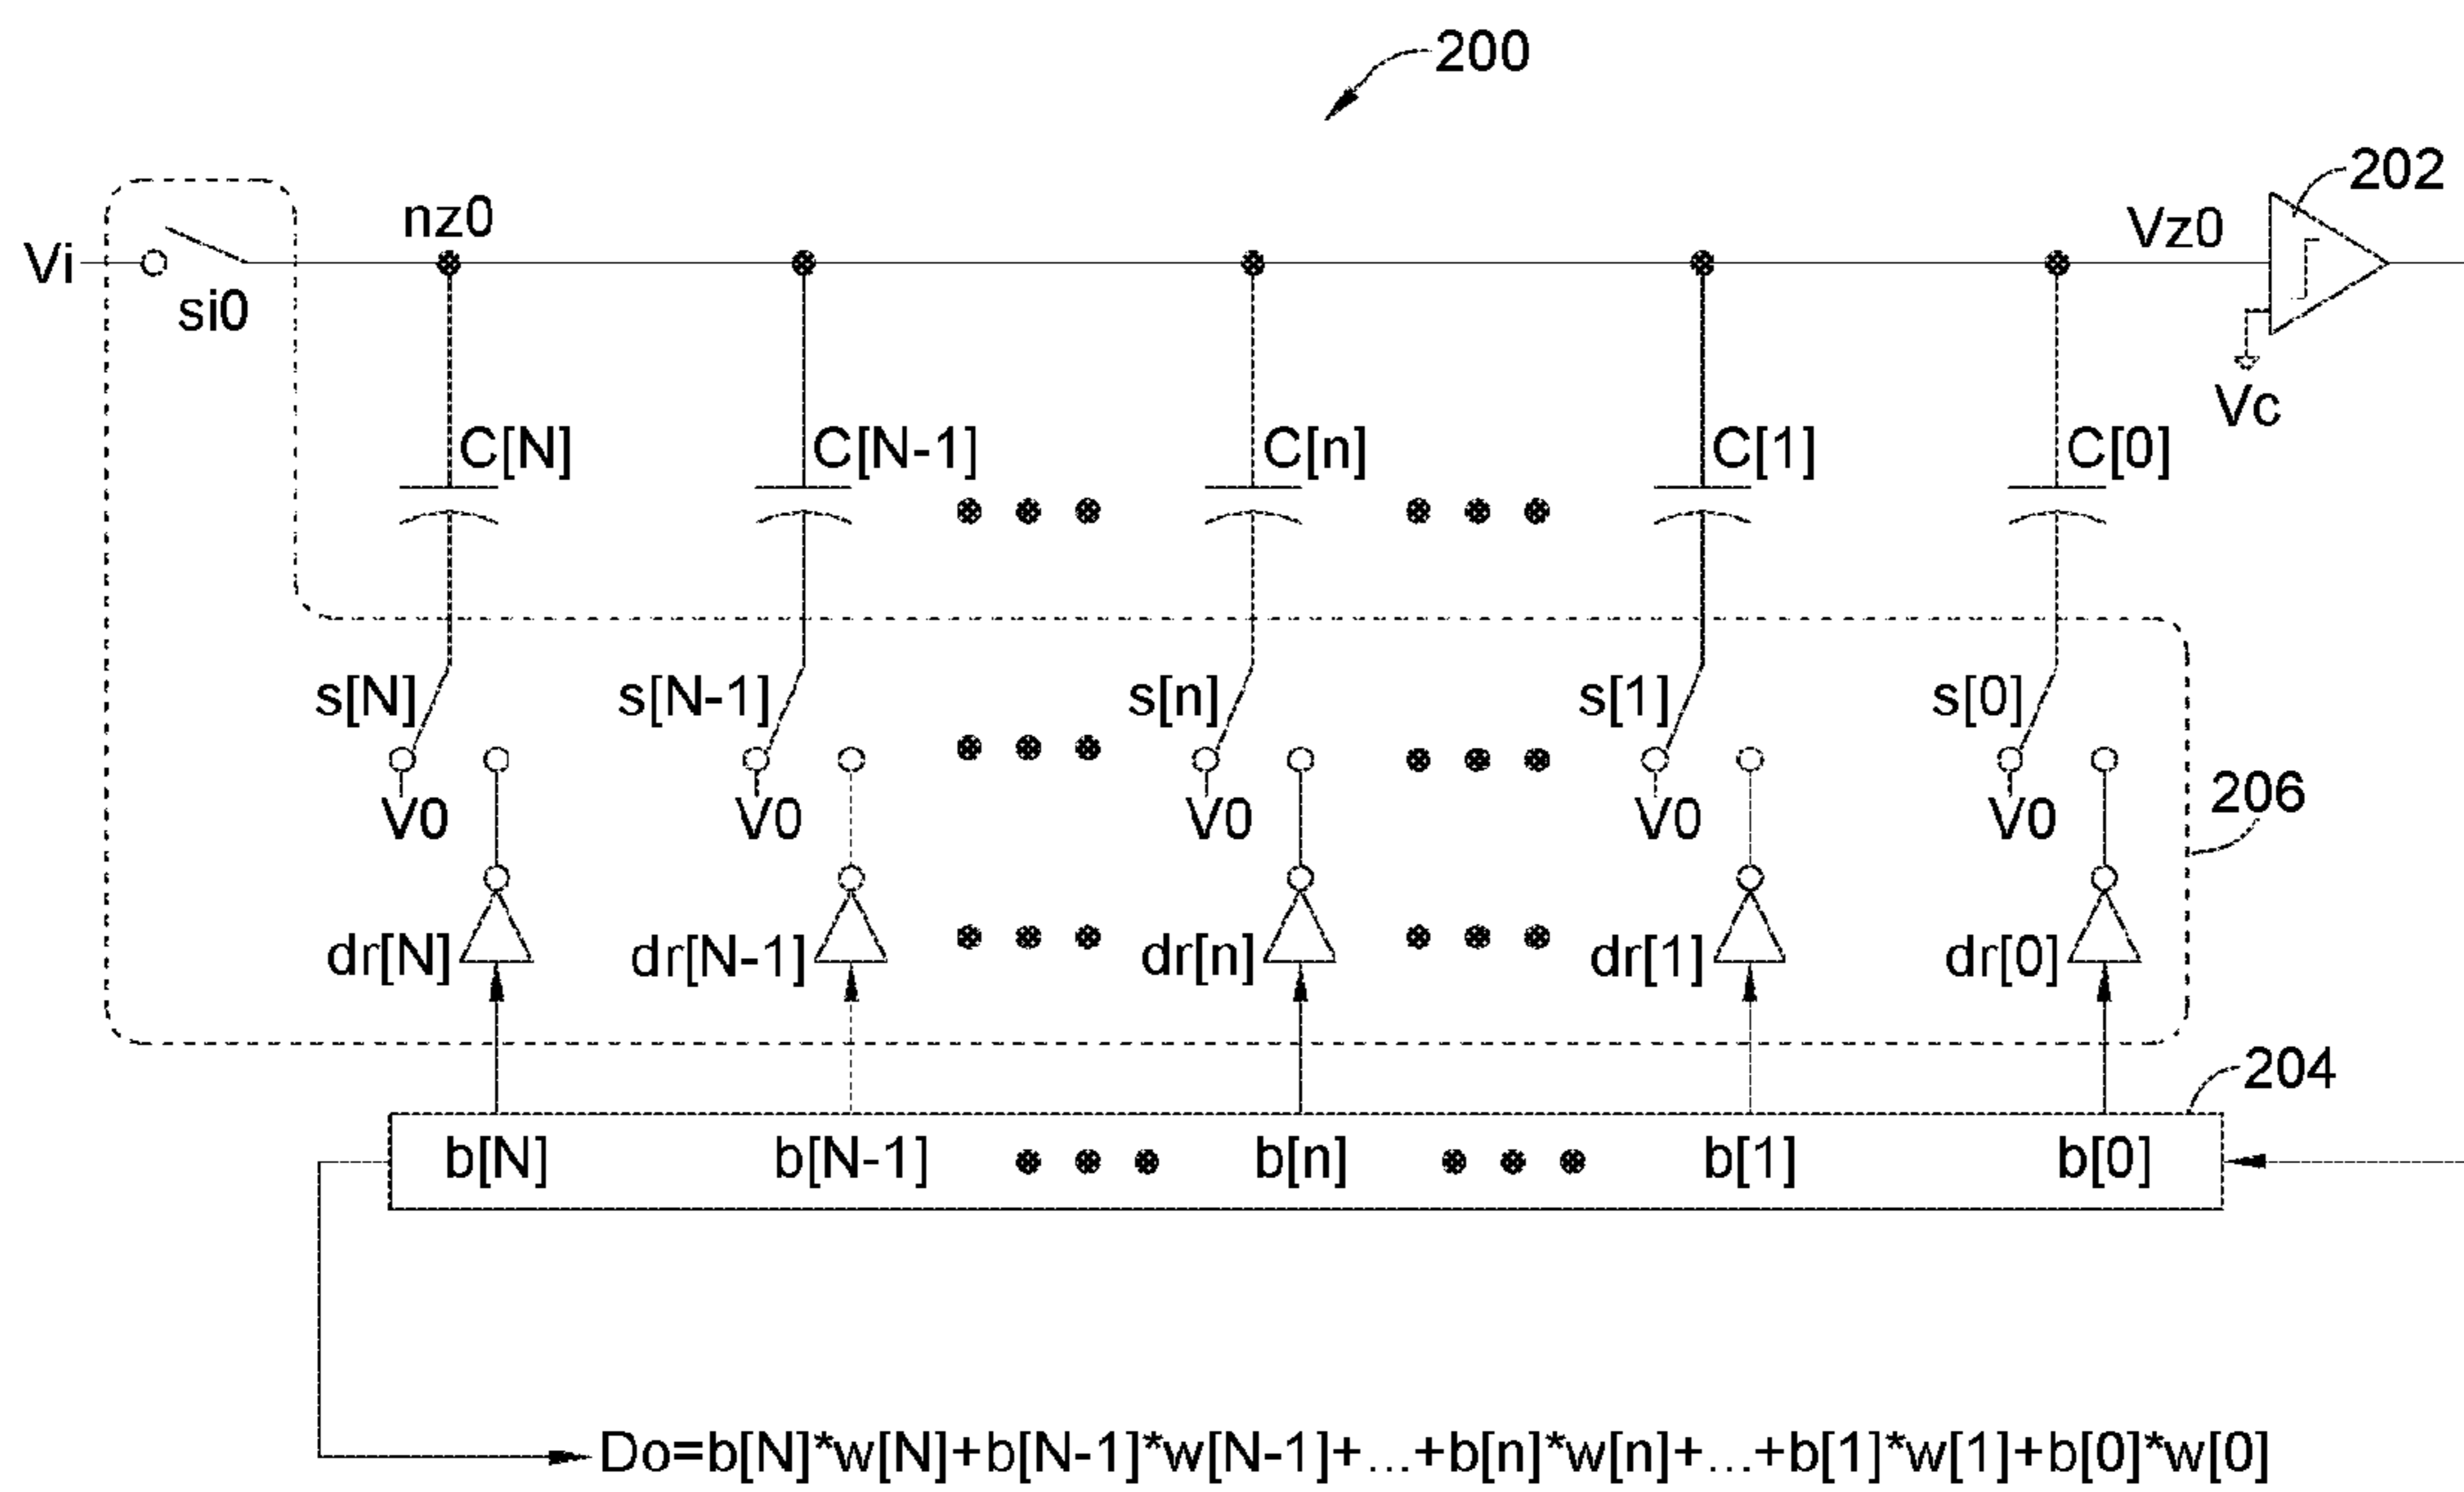 200
202
Vi
si0
nz0
Vz0
Vc
C[N]
C[N-1]
C[n]
C[1]
C[0]
s[N]
s[N-1]
s[n]
s[1]
s[0]
V0
V0
V0
V0
V0
206
dr[N]
dr[N-1]
dr[n]
dr[1]
dr[0]
204
b[N]
b[N-1]
b[n]
b[1]
b[0]
Do=b[N]*w[N]+b[N-1]*w[N-1]+...+b[n]*w[n]+...+b[1]*w[1]+b[0]*w[0]